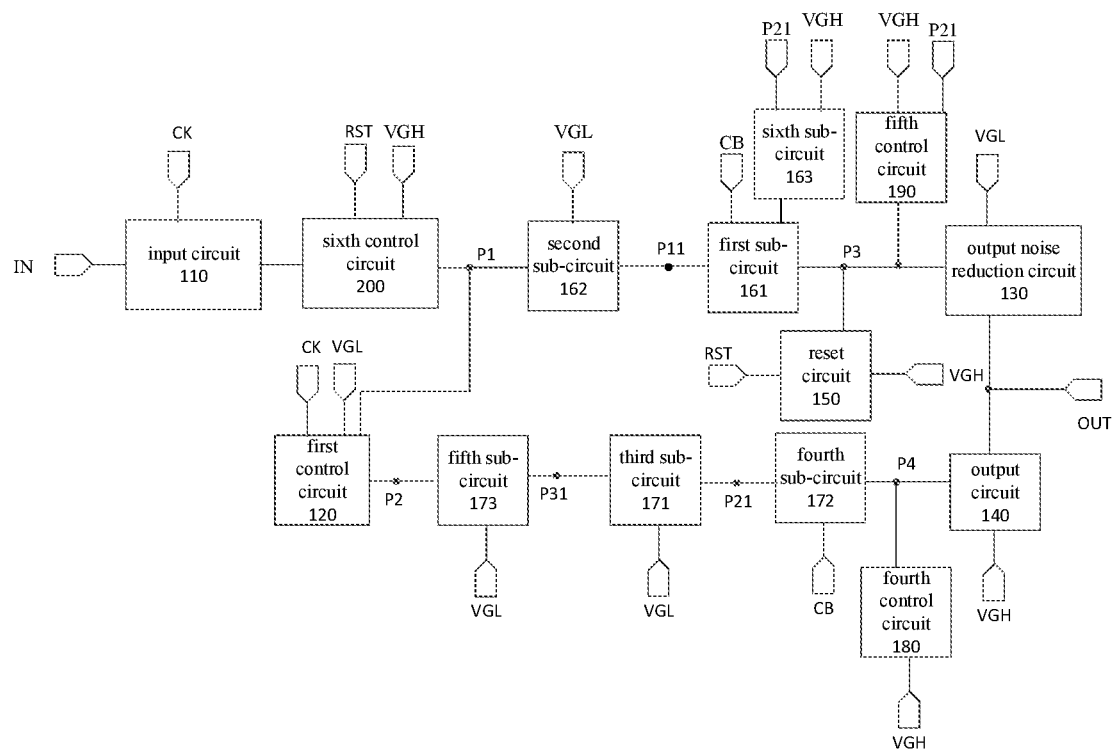 P21
VGH
VGH
P21
CK
RST
VGH
VGL
CB
sixth sub-
circuit
163
fifth
control
circuit
190
VGL
IN
input circuit
110
sixth control
circuit
200
P1
second
sub-circuit
162
P11
first sub-
circuit
161
P3
output noise
reduction circuit
130
CK
VGL
RST
reset
circuit
150
VGH
OUT
first
control
circuit
120
P2
fifth sub-
circuit
173
P31
third sub-
circuit
171
P21
fourth
sub-circuit
172
P4
output
circuit
140
VGL
VGL
CB
fourth
control
circuit
180
VGH
VGH